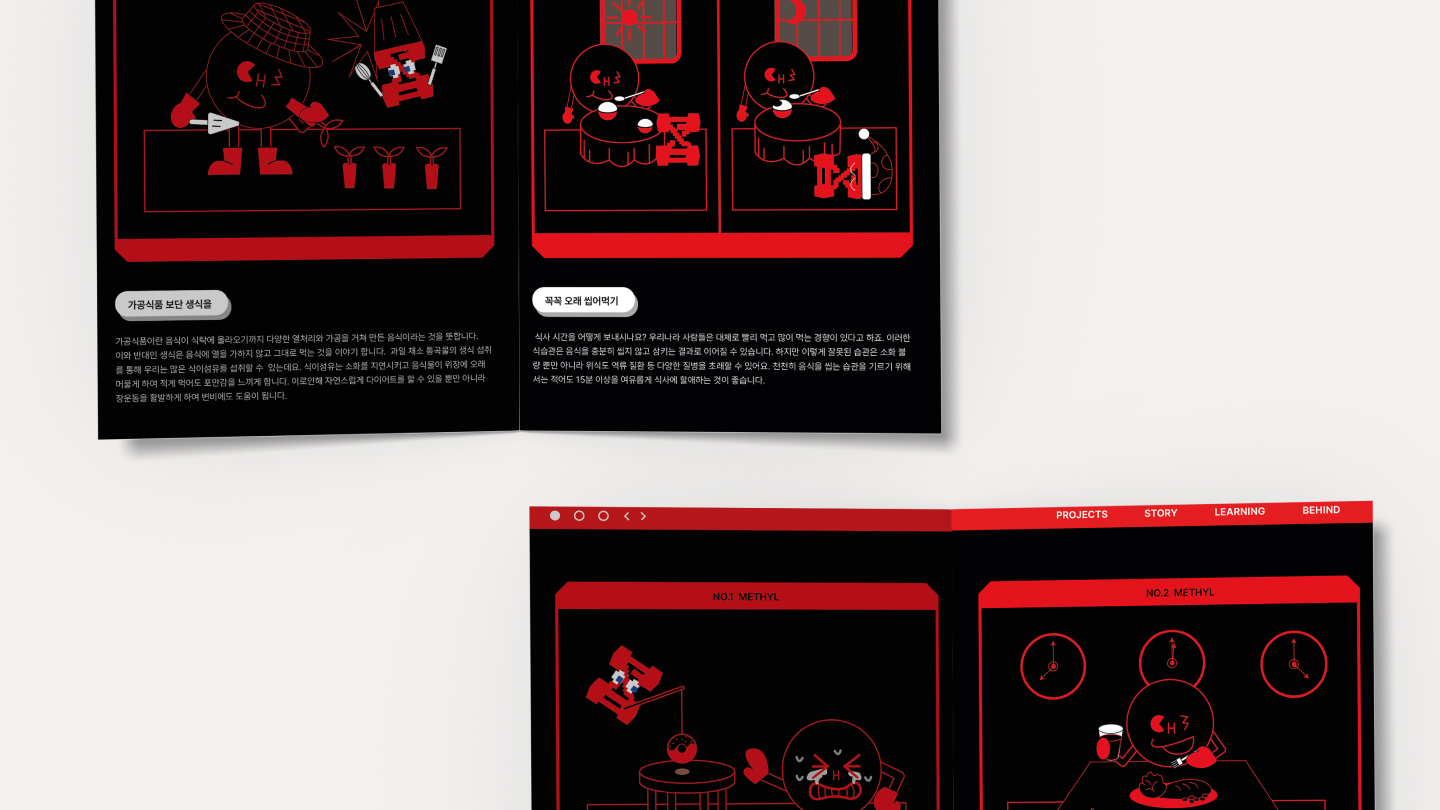 CH3
CH3
CH3
가공식품 보단 생식을
꼭꼭 오래 씹어먹기
가공식품이란 음식이 식탁에 올라오기까지 다양한 열처리와 가공을 거쳐 만든 음식이라는 것을 뜻합니다.
이와 반대인 생식은 음식에 열을 가하지 않고 그대로 먹는 것을 이야기 합니다. 과일 채소 통곡물의 생식 섭취
를 통해 우리는 많은 식이섬유를 섭취할 수 있는데요. 식이섬유는 소화를 지연시키고 음식물이 위장에 오래
머물게 하여 적게 먹어도 포만감을 느끼게 합니다. 이로인해 자연스럽게 다이어트를 할 수 있을 뿐만 아니라
장운동을 활발하게 하여 변비에도 도움이 됩니다.
식사 시간을 어떻게 보내시나요? 우리나라 사람들은 대체로 빨리 먹고 많이 먹는 경향이 있다고 하죠. 이러한
식습관은 음식을 충분히 씹지 않고 삼키는 결과로 이어질 수 있습니다. 하지만 이렇게 잘못된 습관은 소화 불
량 뿐만 아니라 위식도 역류 질환 등 다양한 질병을 초래할 수 있어요. 천천히 음식을 씹는 습관을 기르기 위해
서는 적어도 15분 이상을 여유롭게 식사에 할애하는 것이 좋습니다.
PROJECTS STORY LEARNING BEHIND
NO.1 METHYL
NO.2 METHYL
CH3
H